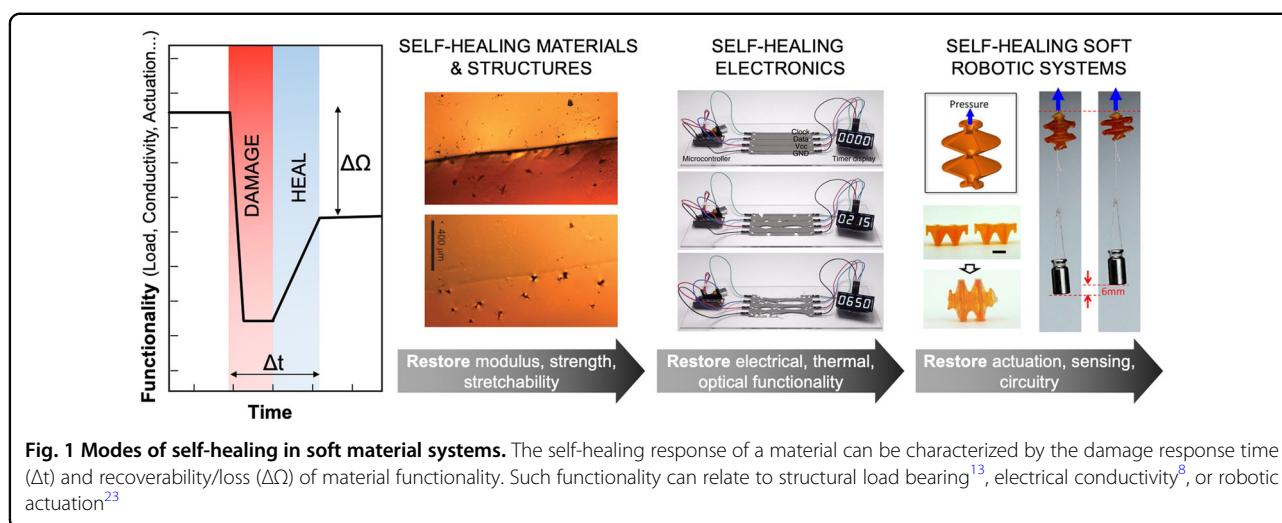 Functionality (Load, Conductivity, Actuation...)
DAMAGE
HEAL
ΔΩ
Δt
Time
SELF-HEALING MATERIALS
& STRUCTURES
400 µm
Restore modulus, strength,
stretchability
SELF-HEALING
ELECTRONICS
Clock
Data
Vcc
GND
Microcontroller
Timer display
0000
0215
0650
Restore electrical, thermal,
optical functionality
SELF-HEALING SOFT
ROBOTIC SYSTEMS
Pressure
6mm
Restore actuation, sensing,
circuitry
Fig. 1 Modes of self-healing in soft material systems. The self-healing response of a material can be characterized by the damage response time
(Δt) and recoverability/loss (ΔΩ) of material functionality. Such functionality can relate to structural load bearing13, electrical conductivity8, or robotic
actuation23